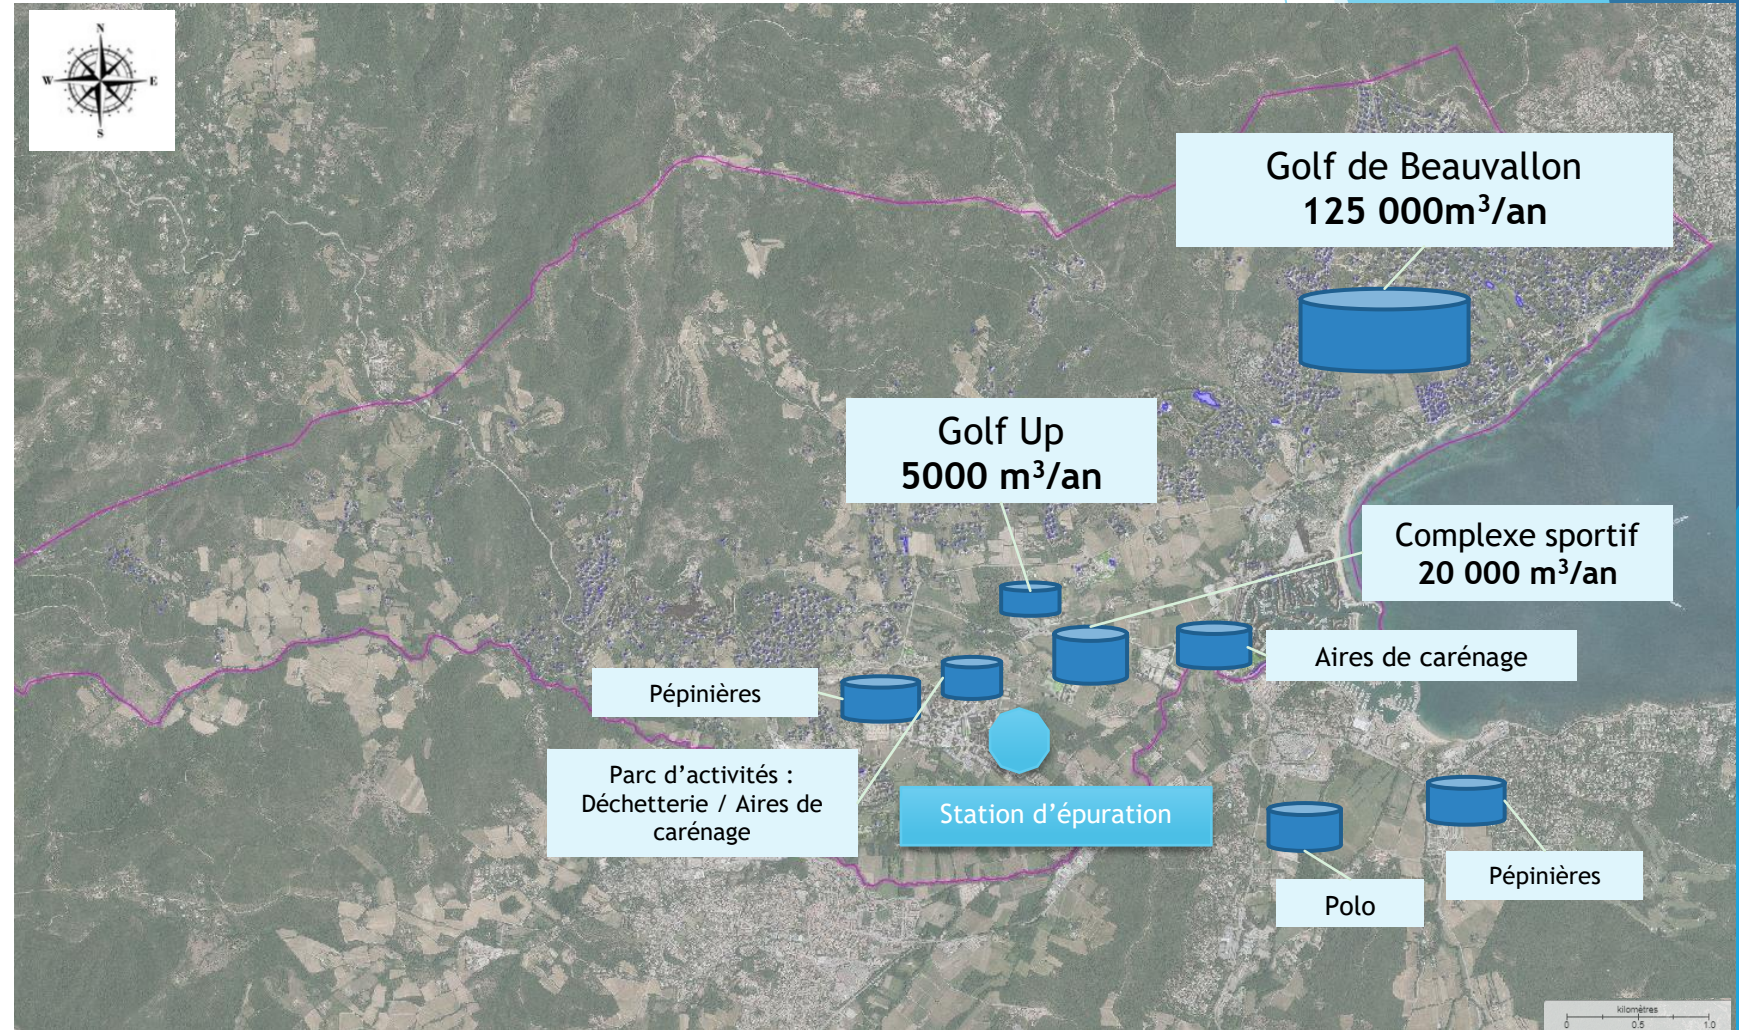 N
W E
S
Golf de Beauvallon
125 000m³/an
Golf Up
5000 m³/an
Complexe sportif
20 000 m³/an
Aires de carénage
Pépinières
Parc d’activités :
Déchetterie / Aires de
carénage
Station d’épuration
Pépinières
Polo
kilomètres
0 0.5 1.0